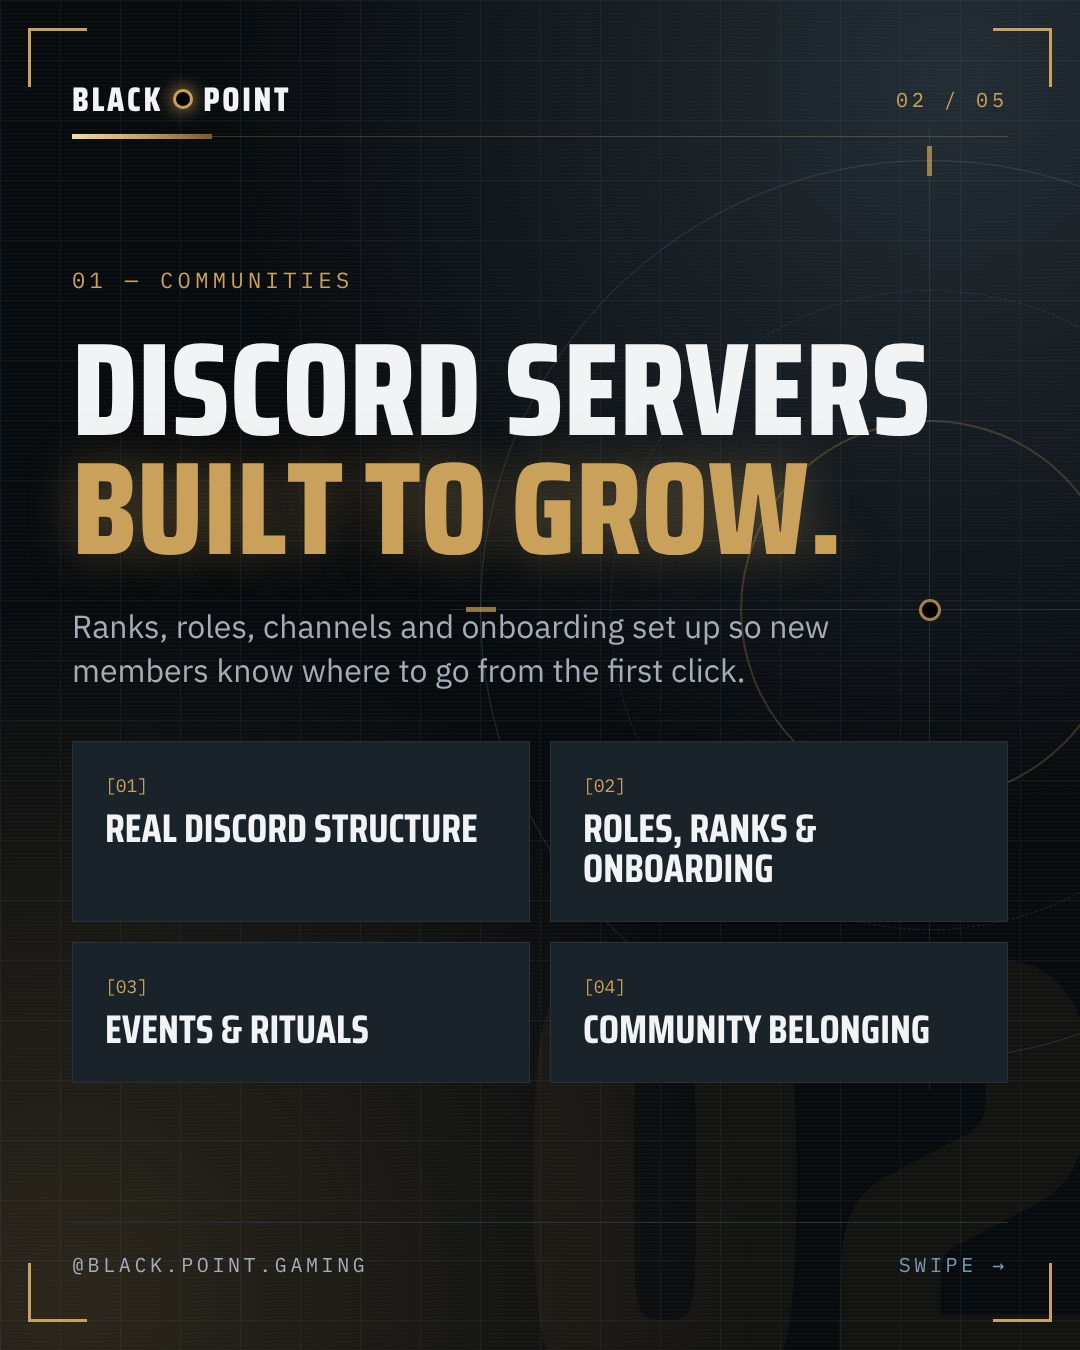 BLACK POINT
02 / 05
01 — COMMUNITIES
DISCORD SERVERS
BUILT TO GROW.
Ranks, roles, channels and onboarding set up so new
members know where to go from the first click.
[01]
REAL DISCORD STRUCTURE
[02]
ROLES, RANKS &
ONBOARDING
[03]
EVENTS & RITUALS
[04]
COMMUNITY BELONGING
02
@BLACK.POINT.GAMING
SWIPE →